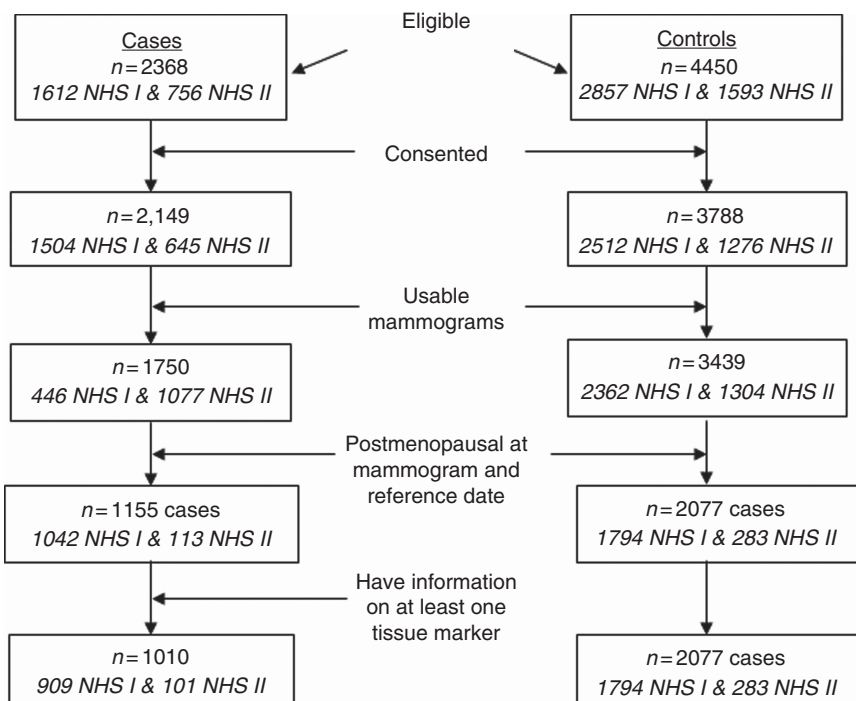 Eligible
Cases
n=2368
1612 NHS I & 756 NHS II
Controls
n=4450
2857 NHS I & 1593 NHS II
Consented
n=2,149
1504 NHS I & 645 NHS II
n=3788
2512 NHS I & 1276 NHS II
Usable
mammograms
n=1750
446 NHS I & 1077 NHS II
n=3439
2362 NHS I & 1304 NHS II
Postmenopausal at
mammogram and
reference date
n=1155 cases
1042 NHS I & 113 NHS II
n=2077 cases
1794 NHS I & 283 NHS II
Have information
on at least one
tissue marker
n=1010
909 NHS I & 101 NHS II
n=2077 cases
1794 NHS I & 283 NHS II